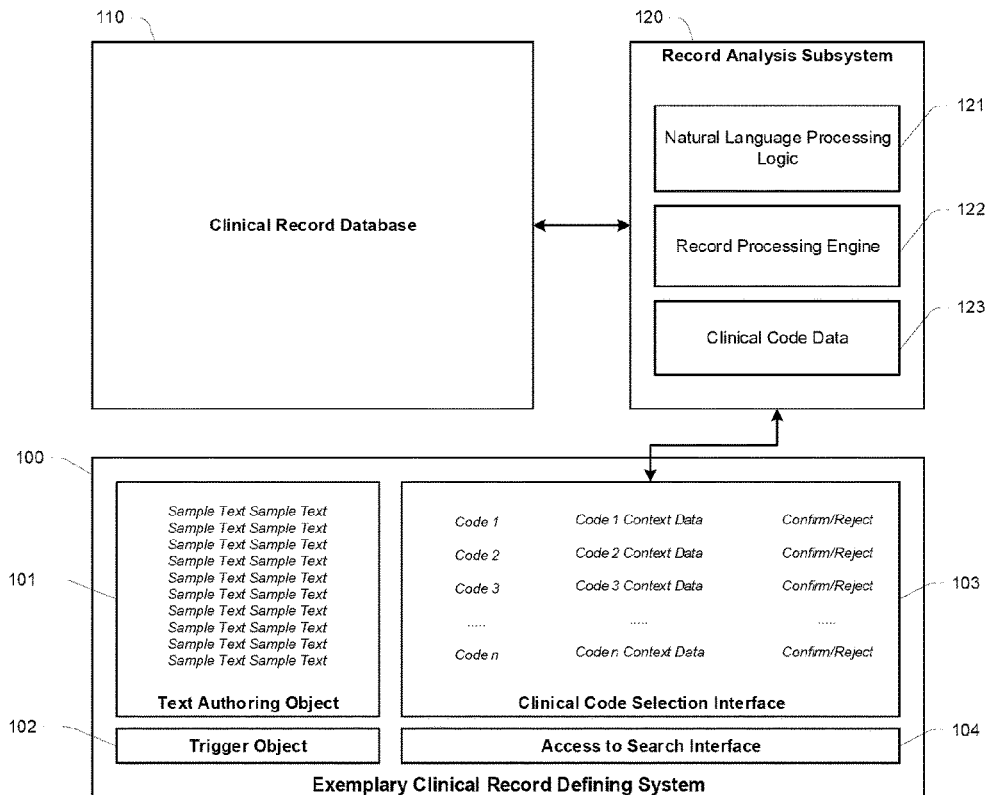 110
120
Clinical Record Database
Record Analysis Subsystem
121
Natural Language Processing
Logic
122
Record Processing Engine
123
Clinical Code Data
100
101
Sample Text Sample Text
Sample Text Sample Text
Sample Text Sample Text
Sample Text Sample Text
Sample Text Sample Text
Sample Text Sample Text
Sample Text Sample Text
Sample Text Sample Text
Sample Text Sample Text
Sample Text Sample Text
Text Authoring Object
Code 1 Code 1 Context Data Confirm/Reject
Code 2 Code 2 Context Data Confirm/Reject
Code 3 Code 3 Context Data Confirm/Reject
..... ..... .....
Code n Code n Context Data Confirm/Reject
Clinical Code Selection Interface
103
102
Trigger Object
Access to Search Interface
104
Exemplary Clinical Record Defining System